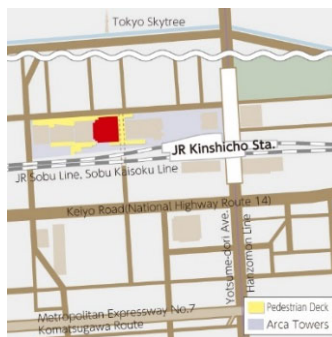 Tokyo Skytree
JR Kinshicho Sta.
JR Sobu Line, Sobu Kaisoku Line
Keiyo Road (National Highway Route 14)
Yotsume-dori Ave.
Hanzomon Line
Metropolitan Expressway No.7
Komatsugawa Route
Pedestrian Deck
Arca Towers